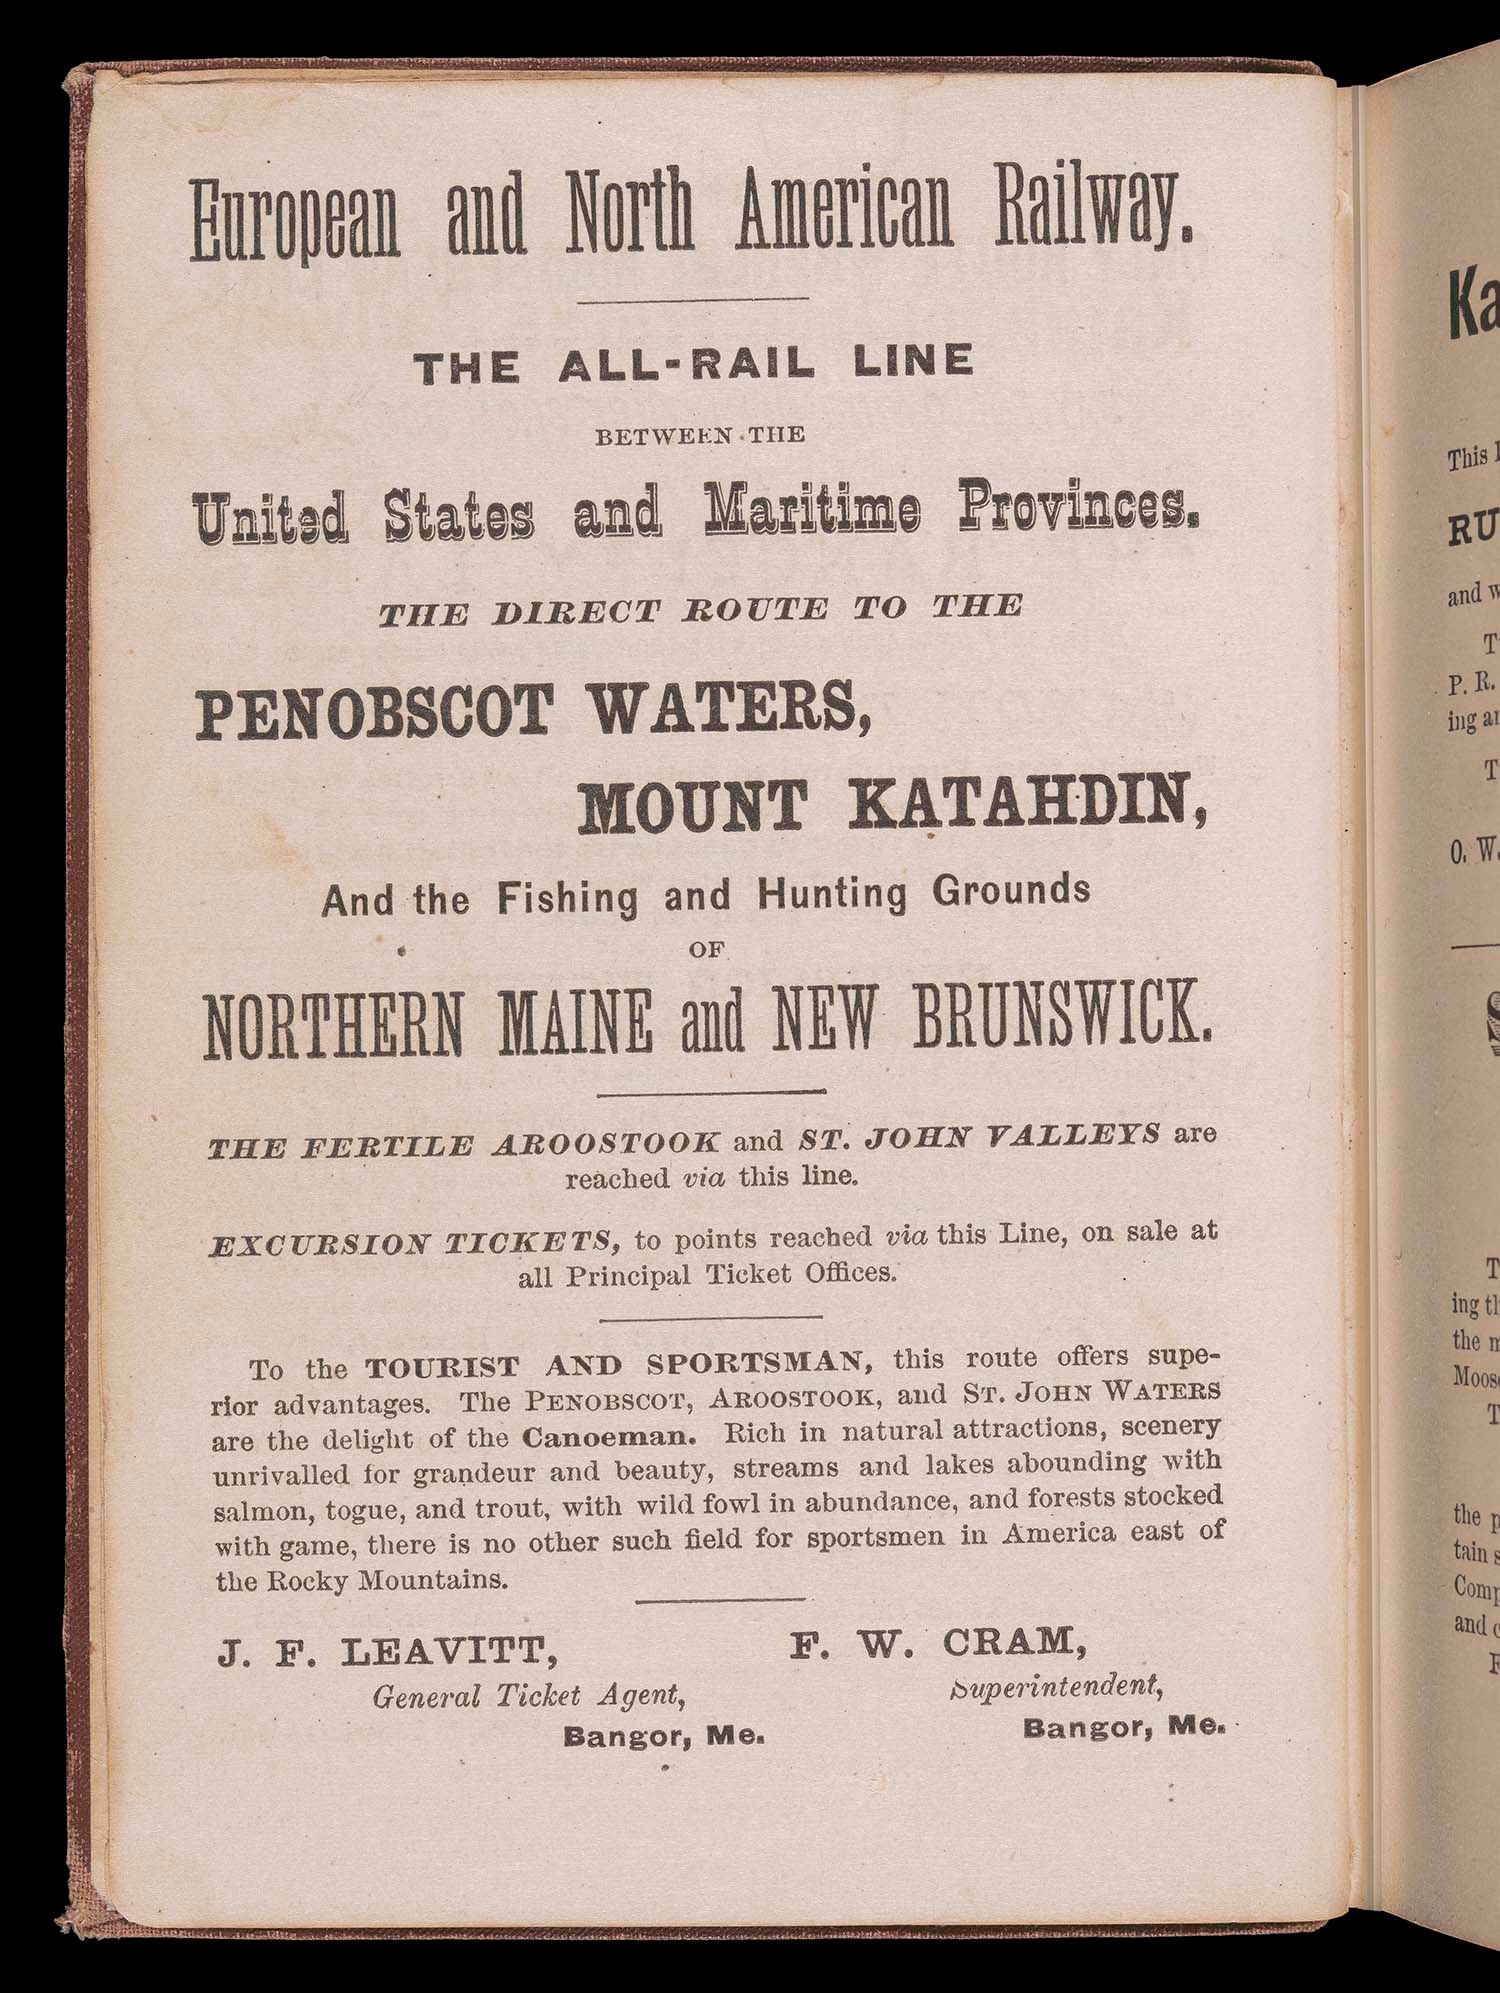 European and North American Railway.
THE ALL-RAIL LINE
BETWEEN THE
United States and Maritime Provinces.
THE DIRECT ROUTE TO THE
PENOBSCOT WATERS,
MOUNT KATAHDIN,
And the Fishing and Hunting Grounds
OF
NORTHERN MAINE and NEW BRUNSWICK.
THE FERTILE AROOSTOOK and ST. JOHN VALLEYS are
reached via this line.
EXCURSION TICKETS, to points reached via this Line, on sale at
all Principal Ticket Offices.
To the TOURIST AND SPORTSMAN, this route offers supe-
rior advantages. The PENOBSCOT, AROOSTOOK, and ST. JOHN WATERS
are the delight of the Canoeman. Rich in natural attractions, scenery
unrivalled for grandeur and beauty, streams and lakes abounding with
salmon, togue, and trout, with wild fowl in abundance, and forests stocked
with game, there is no other such field for sportsmen in America east of
the Rocky Mountains.
J. F. LEAVITT,
General Ticket Agent,
Bangor, Me.
F. W. CRAM,
Superintendent,
Bangor, Me.
Ka
This
RU
and w
T
P. R.
ing an
T
O. W.
S
T
ing th
the m
Moose
T
the p
tain s
Comp
and c
F